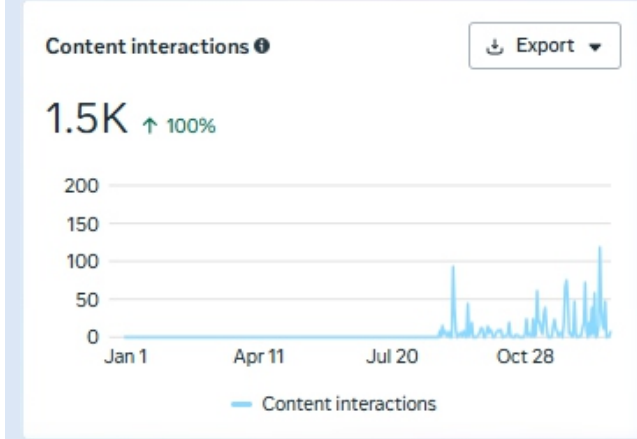 Content interactions
Export
1.5K ↑ 100%
200
150
100
50
0
Jan 1 Apr 11 Jul 20 Oct 28
Content interactions